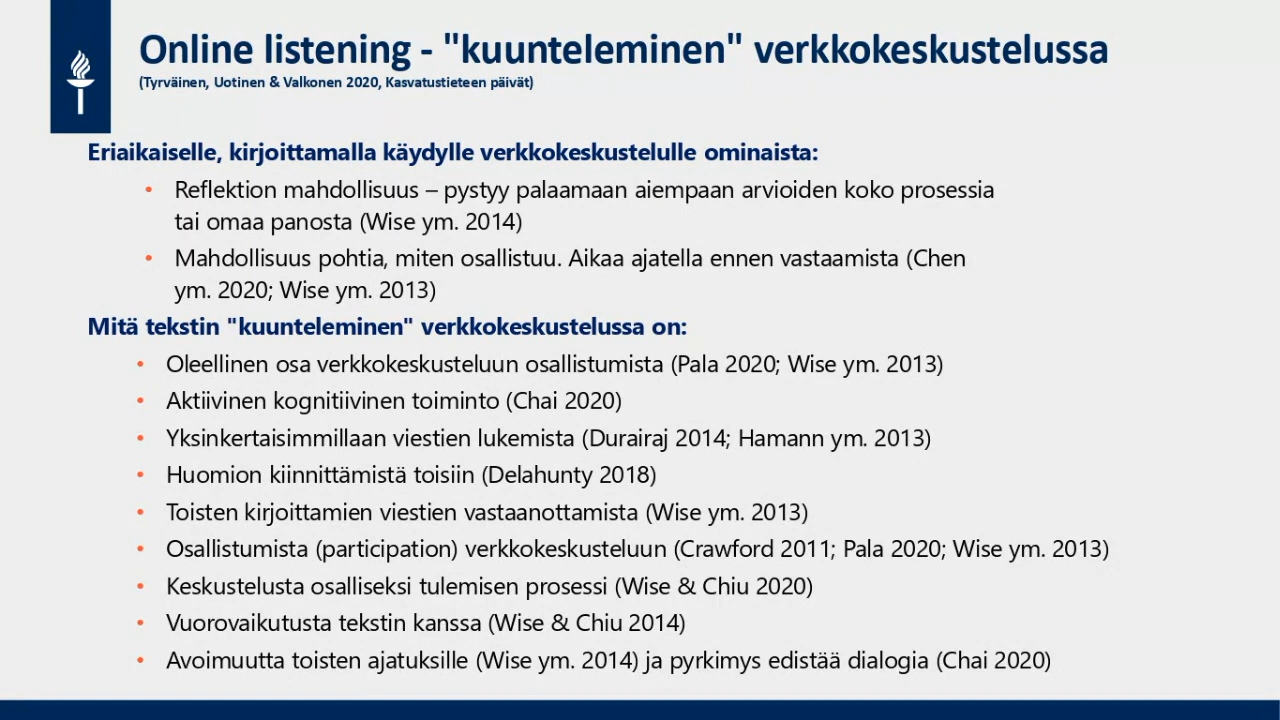 Online listening - "kuunteleminen" verkkokeskustelussa
(Tyrväinen, Uotinen & Valkonen 2020, Kasvatustieteen päivät)
Eriaikaiselle, kirjoittamalla käydylle verkkokeskustelulle ominaista:
• Reflektion mahdollisuus – pystyy palaamaan aiempaan arvioiden koko prosessia
tai omaa panosta (Wise ym. 2014)
• Mahdollisuus pohtia, miten osallistuu. Aikaa ajatella ennen vastaamista (Chen
ym. 2020; Wise ym. 2013)
Mitä tekstin "kuunteleminen" verkkokeskustelussa on:
• Oleellinen osa verkkokeskusteluun osallistumista (Pala 2020; Wise ym. 2013)
• Aktiivinen kognitiivinen toiminto (Chai 2020)
• Yksinkertaisimmillaan viestien lukemista (Durairaj 2014; Hamann ym. 2013)
• Huomion kiinnittämistä toisiin (Delahunty 2018)
• Toisten kirjoittamien viestien vastaanottamista (Wise ym. 2013)
• Osallistumista (participation) verkkokeskusteluun (Crawford 2011; Pala 2020; Wise ym. 2013)
• Keskustelusta osalliseksi tulemisen prosessi (Wise & Chiu 2020)
• Vuorovaikutusta tekstin kanssa (Wise & Chiu 2014)
• Avoimuutta toisten ajatuksille (Wise ym. 2014) ja pyrkimys edistää dialogia (Chai 2020)